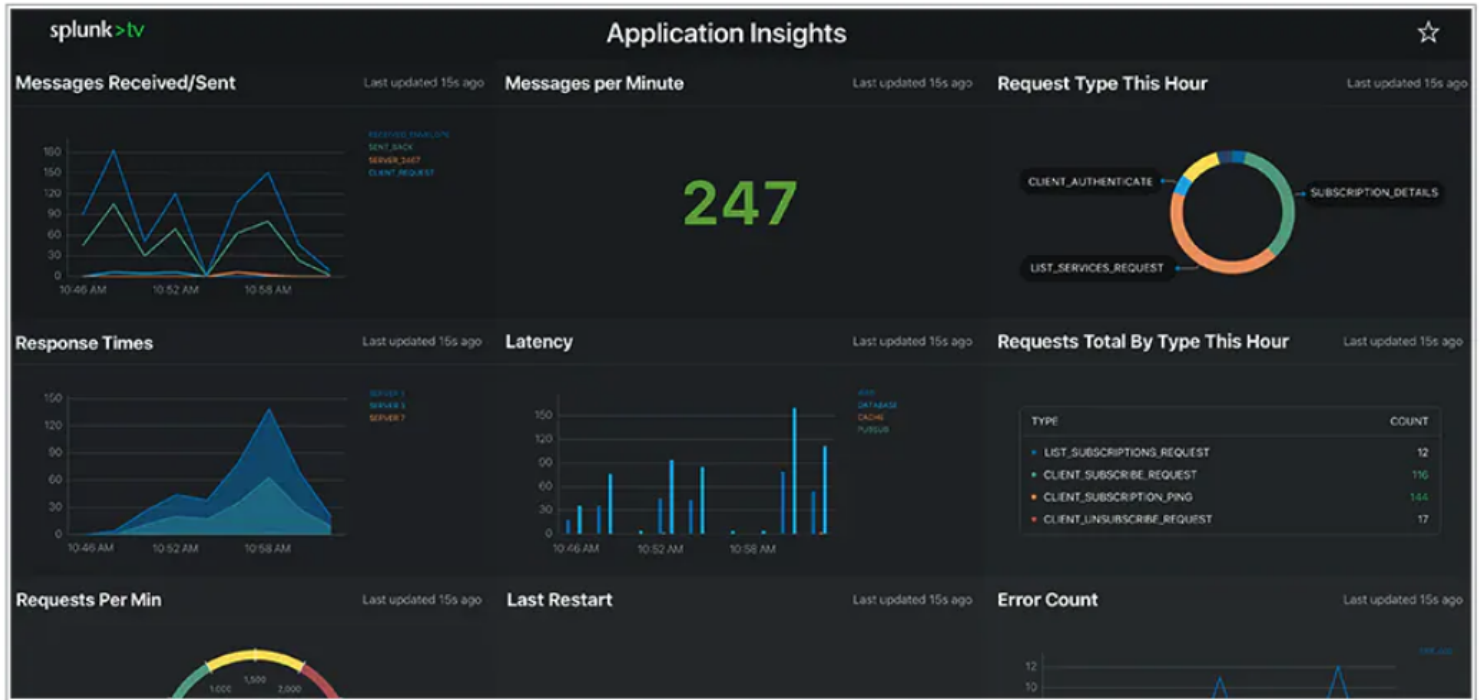 splunk>tv
Application Insights
Messages Received/Sent
Last updated 15s ago
180
150
120
90
60
30
0
10:46 AM
10:52 AM
10:58 AM
SENT_BACK
CLIENT_REQUEST
Messages per Minute
Last updated 15s ago
247
Request Type This Hour
Last updated 15s ago
CLIENT_AUTHENTICATE
SUBSCRIPTION_DETAILS
LIST_SERVICES_REQUEST
Response Times
Last updated 15s ago
150
120
90
60
30
0
10:46 AM
10:52 AM
10:58 AM
SERVER 7
Latency
Last updated 15s ago
150
120
90
60
30
0
10:46 AM
10:52 AM
10:58 AM
DATABASE
CACHE
PUBSUB
Requests Total By Type This Hour
Last updated 15s ago
TYPE COUNT
LIST_SUBSCRIPTIONS_REQUEST 12
CLIENT_SUBSCRIBE_REQUEST 116
CLIENT_SUBSCRIPTION_PING 144
CLIENT_UNSUBSCRIBE_REQUEST 17
Requests Per Min
Last updated 15s ago
1,000
1,500
2,000
Last Restart
Last updated 15s ago
Error Count
Last updated 15s ago
12
10